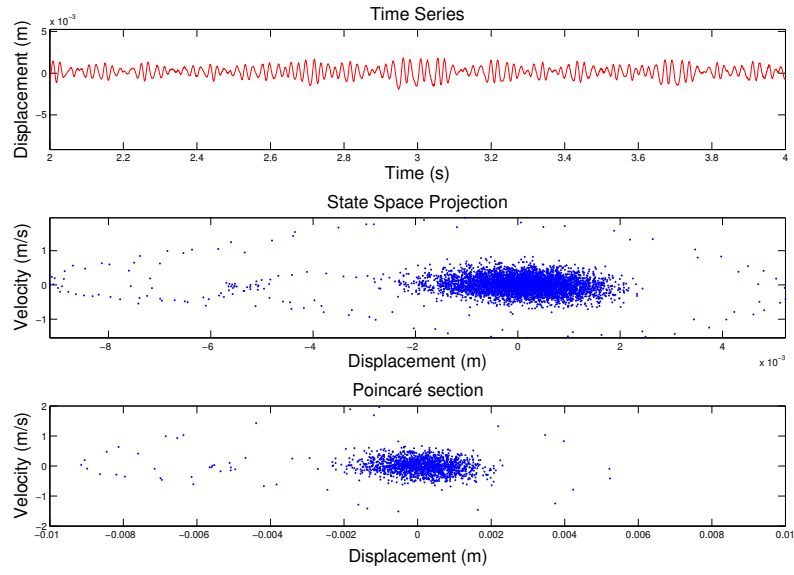 Time Series
x 10⁻³
5
0
−5
Displacement (m)
2 2.2 2.4 2.6 2.8 3 3.2 3.4 3.6 3.8 4
Time (s)
State Space Projection
1
0
−1
Velocity (m/s)
−8 −6 −4 −2 0 2 4
x 10⁻³
Displacement (m)
Poincaré section
2
1
0
−1
−2
Velocity (m/s)
−0.01 −0.008 −0.006 −0.004 −0.002 0 0.002 0.004 0.006 0.008 0.01
Displacement (m)